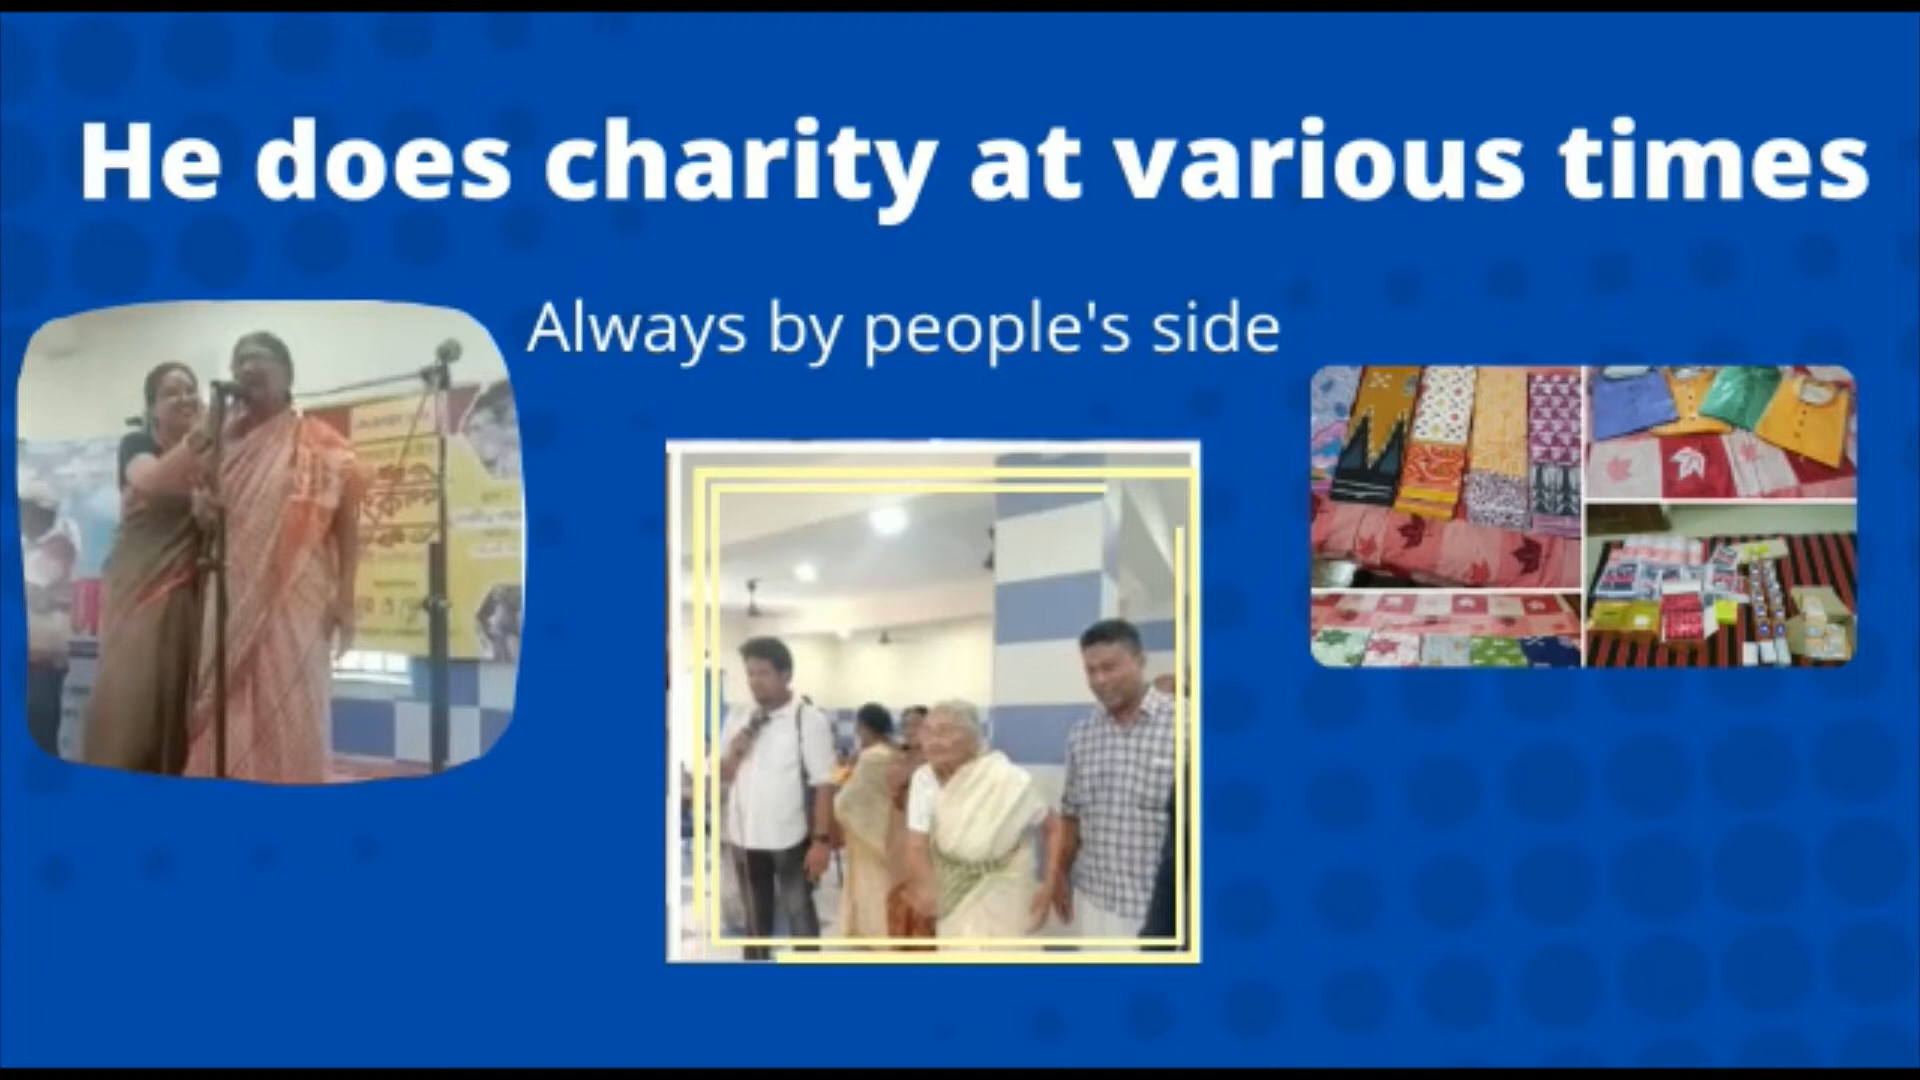 He does charity at various times
Always by people's side